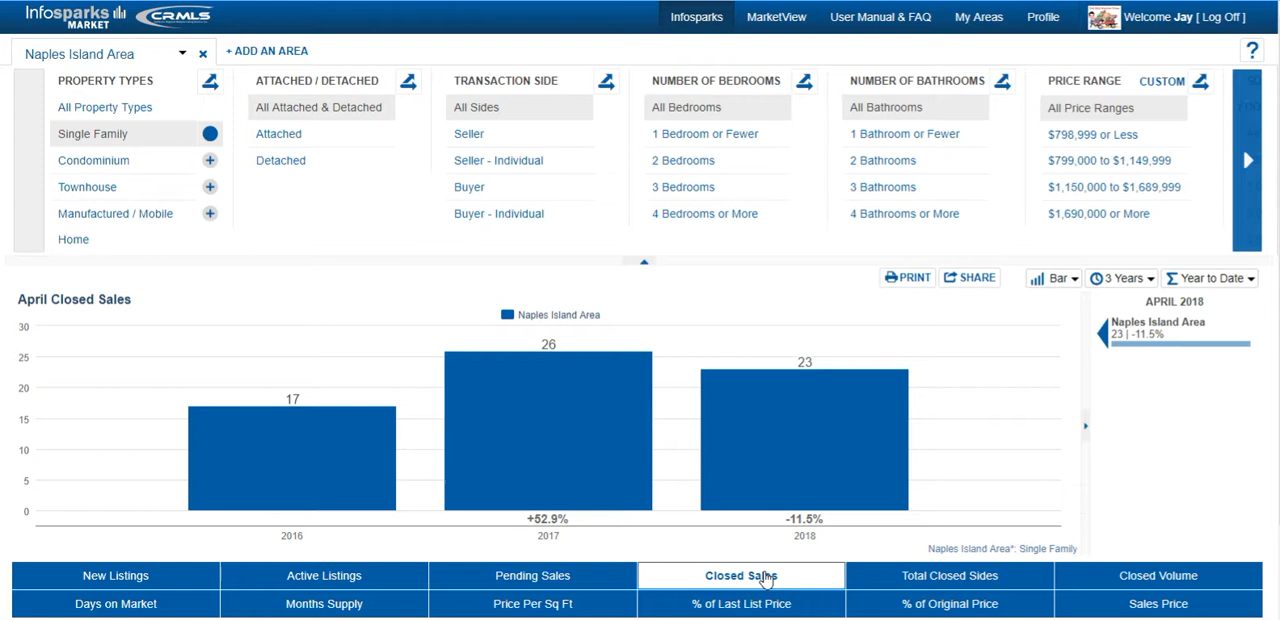 Infosparks MARKET CRMLS
Infosparks MarketView User Manual & FAQ My Areas Profile Welcome Jay [ Log Off ]
Naples Island Area + ADD AN AREA ?
PROPERTY TYPES ATTACHED / DETACHED TRANSACTION SIDE NUMBER OF BEDROOMS NUMBER OF BATHROOMS PRICE RANGE CUSTOM
All Property Types All Attached & Detached All Sides All Bedrooms All Bathrooms All Price Ranges
Single Family Attached Seller 1 Bedroom or Fewer 1 Bathroom or Fewer $798,999 or Less
Condominium Detached Seller - Individual 2 Bedrooms 2 Bathrooms $799,000 to $1,149,999
Townhouse Buyer 3 Bedrooms 3 Bathrooms $1,150,000 to $1,689,999
Manufactured / Mobile Buyer - Individual 4 Bedrooms or More 4 Bathrooms or More $1,690,000 or More
Home
PRINT SHARE Bar 3 Years Year to Date
April Closed Sales
Naples Island Area
APRIL 2018
Naples Island Area
23 | -11.5%
30
25
20
15
10
5
0
17 26 23
+52.9% -11.5%
2016 2017 2018
Naples Island Area*: Single Family
New Listings Active Listings Pending Sales Closed Sales Total Closed Sides Closed Volume
Days on Market Months Supply Price Per Sq Ft % of Last List Price % of Original Price Sales Price